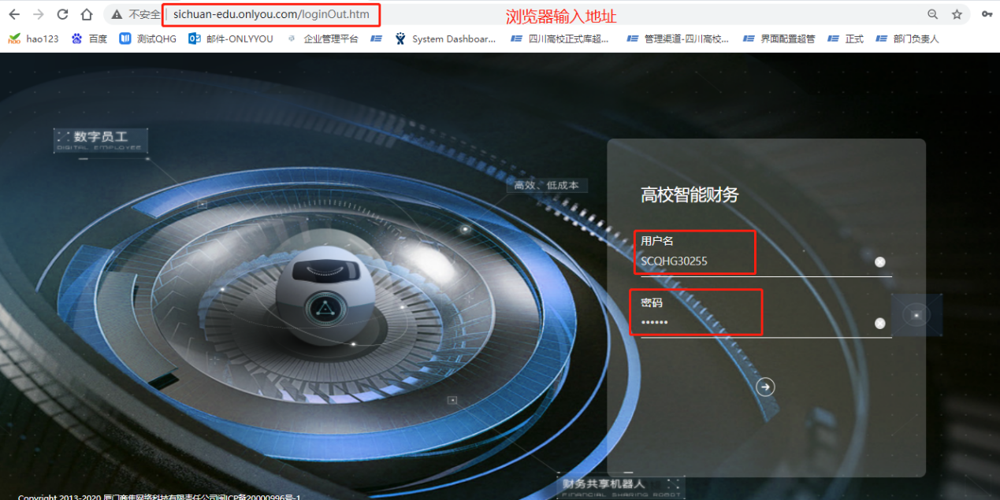 不安全 sichuan-edu.onlyou.com/loginOut.htm 浏览器输入地址
hao123 百度 测试QHG 邮件-ONLYYOU 企业管理平台 System Dashboar... 四川高校正式库超... 管理渠道-四川高校... 界面配置超管 正式 部门负责人
数字员工
DIGITAL EMPLOYEE
高效、低成本
高校智能财务
用户名
SCQHG30255
密码
••••••
财务共享机器人
FINANCIAL SHARING ROBOT
Copyright 2013-2020 厦门商集网络科技有限责任公司闽ICP备20000996号-1